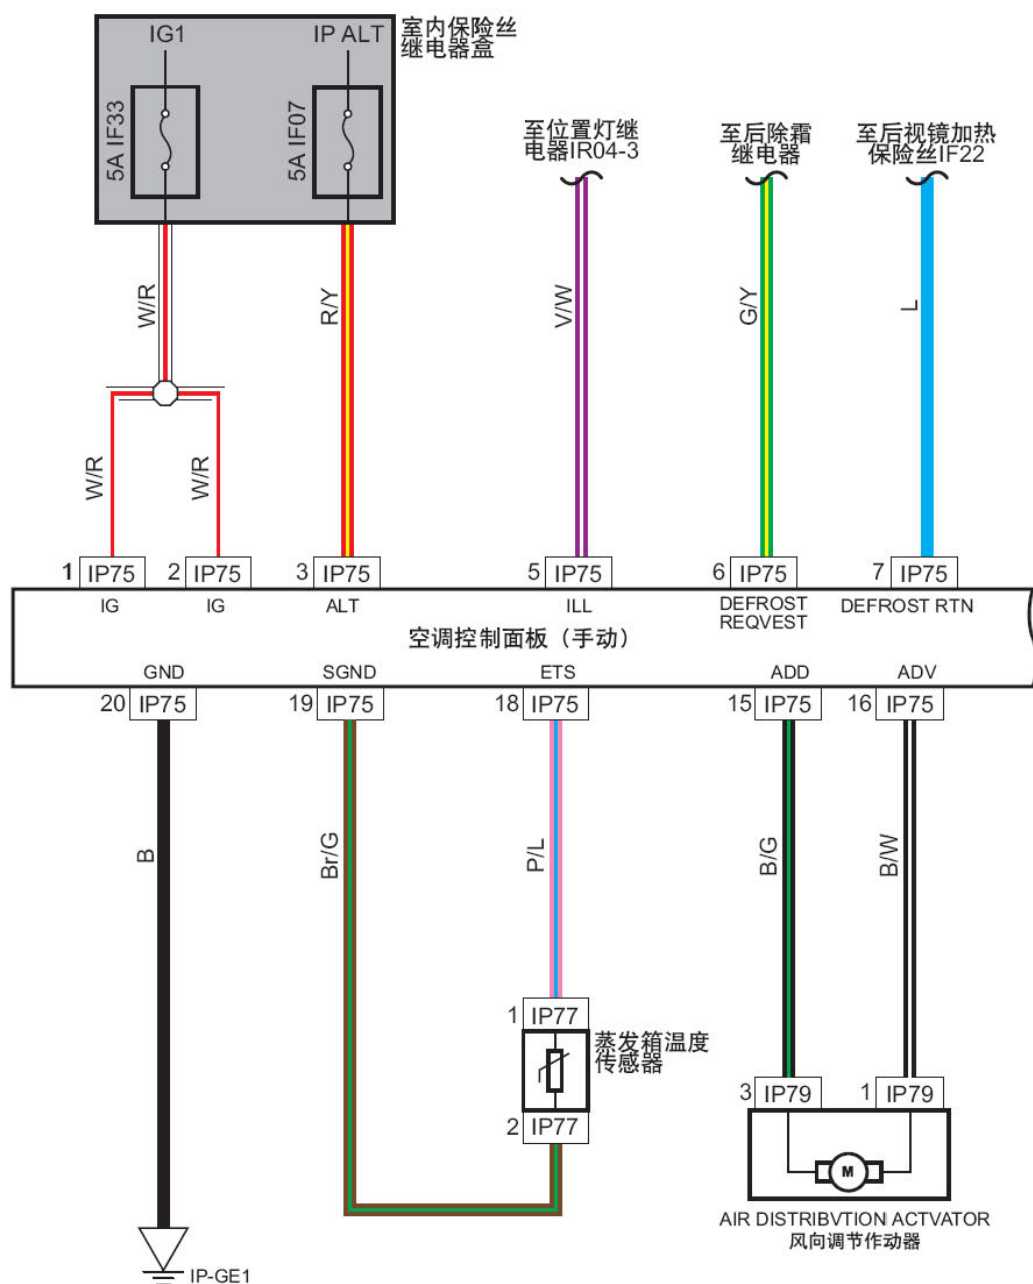 IG1
IP ALT
室内保险丝
继电器盒
5A IF33
5A IF07
至位置灯继
电器IR04-3
至后除霜
继电器
至后视镜加热
保险丝IF22
W/R
R/Y
V/W
G/Y
L
W/R
W/R
1 IP75
2 IP75
3 IP75
5 IP75
6 IP75
7 IP75
IG
IG
ALT
ILL
DEFROST
REQVEST
DEFROST RTN
空调控制面板（手动）
GND
SGND
ETS
ADD
ADV
20 IP75
19 IP75
18 IP75
15 IP75
16 IP75
B
Br/G
P/L
B/G
B/W
1 IP77
蒸发箱温度
传感器
2 IP77
3 IP79
1 IP79
M
AIR DISTRIBVTION ACTVATOR
风向调节作动器
IP-GE1